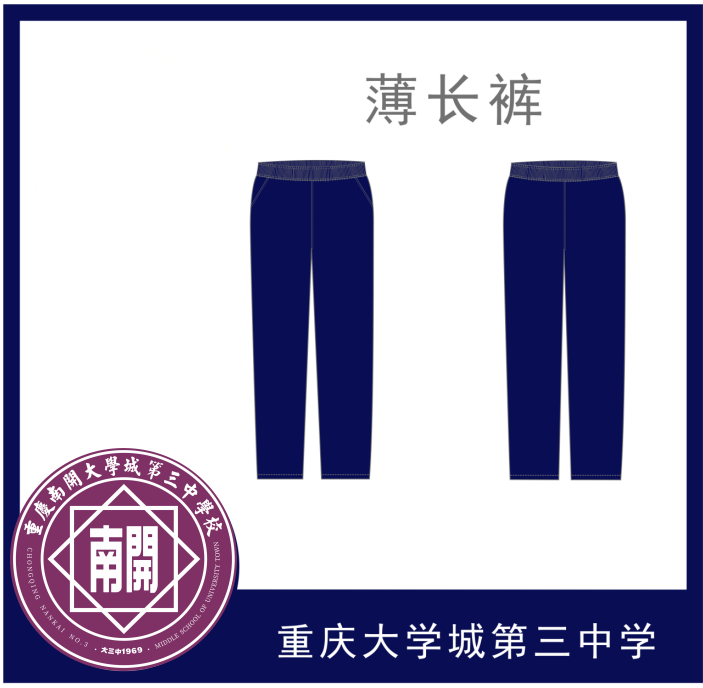 薄长裤
重慶南開大學城第三中學校
南開
CHONGQING NANKAI NO.3 · 大三中1969 · MIDDLE SCHOOL OF UNIVERSITY TOWN
重庆大学城第三中学